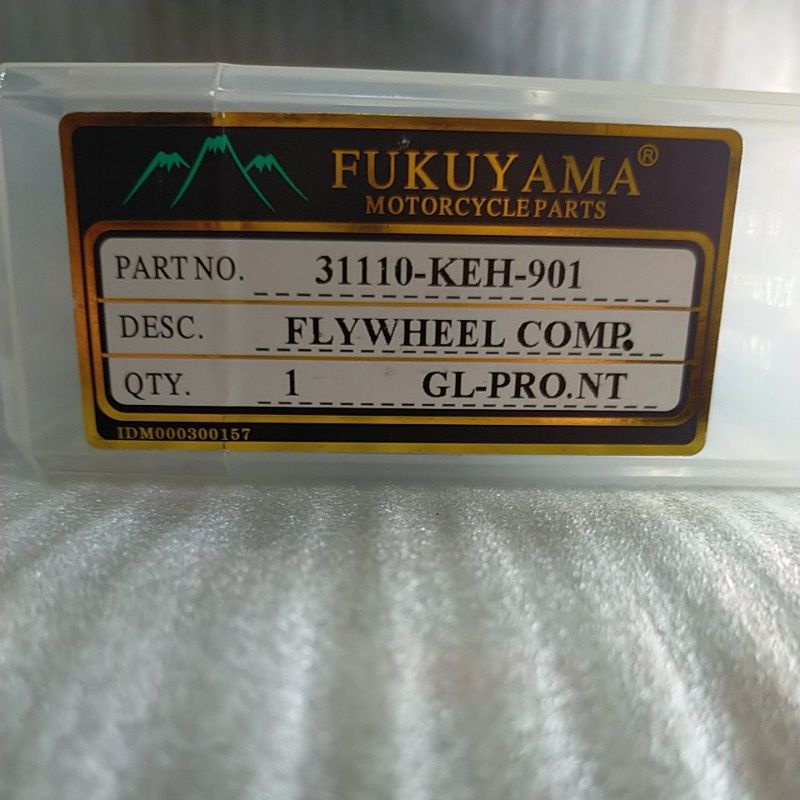 FUKUYAMA®
MOTORCYCLE PARTS
PART NO. 31110-KEH-901
DESC. FLYWHEEL COMP.
QTY. 1 GL-PRO.NT
IDM000300157